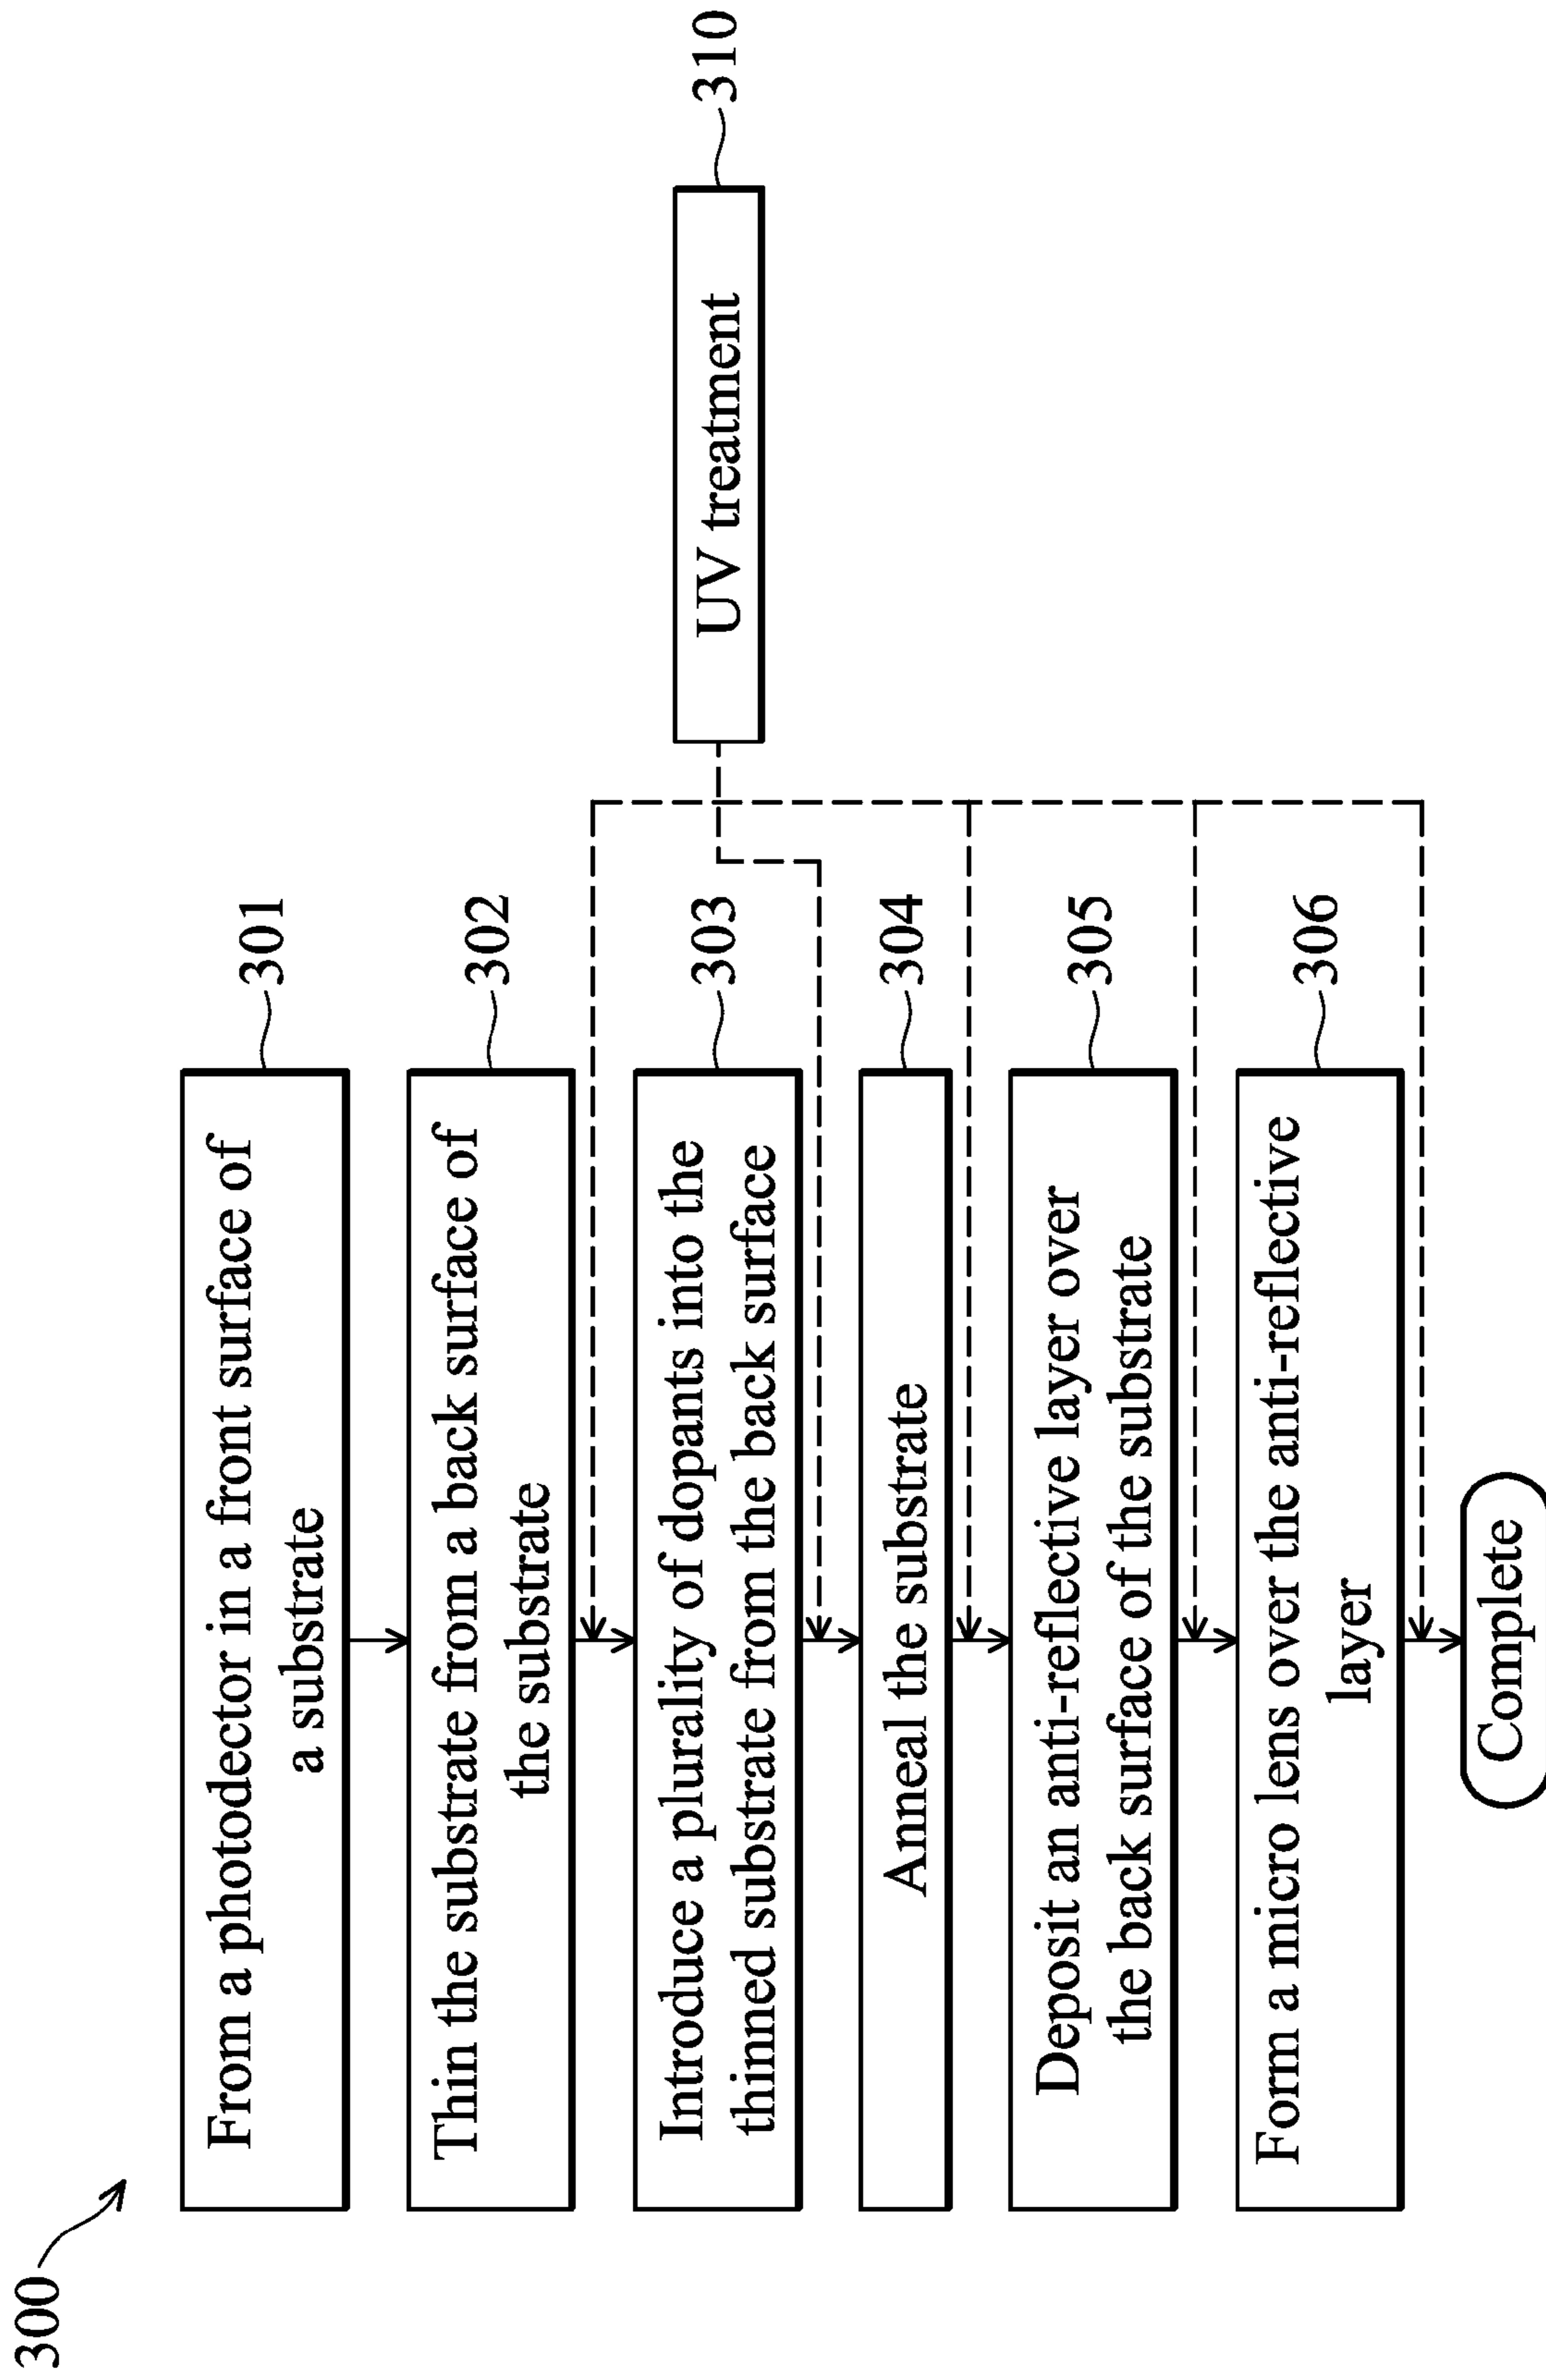 300
From a photodector in a front surface of
a substrate
301
Thin the substrate from a back surface of
the substrate
302
Introduce a plurality of dopants into the
thinned substrate from the back surface
303
Anneal the substrate
304
Deposit an anti-reflective layer over
the back surface of the substrate
305
Form a micro lens over the anti-reflective
layer
306
Complete
UV treatment
310